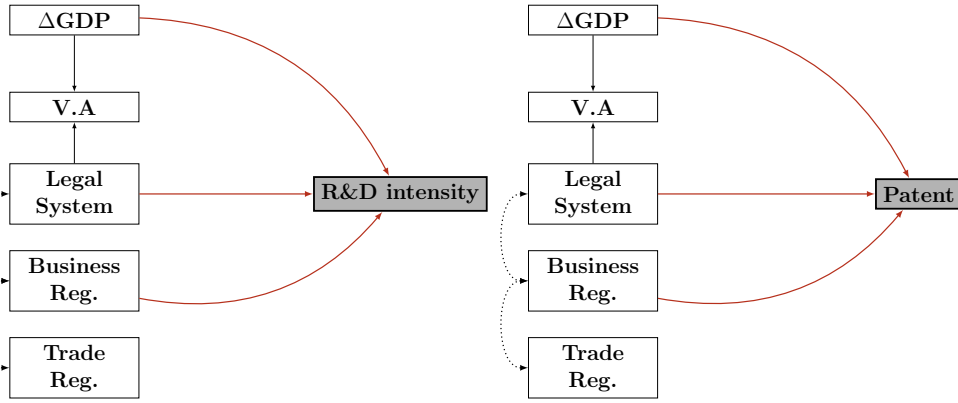 ΔGDP
V.A
Legal
System
R&D intensity
Business
Reg.
Trade
Reg.
ΔGDP
V.A
Legal
System
Patent
Business
Reg.
Trade
Reg.